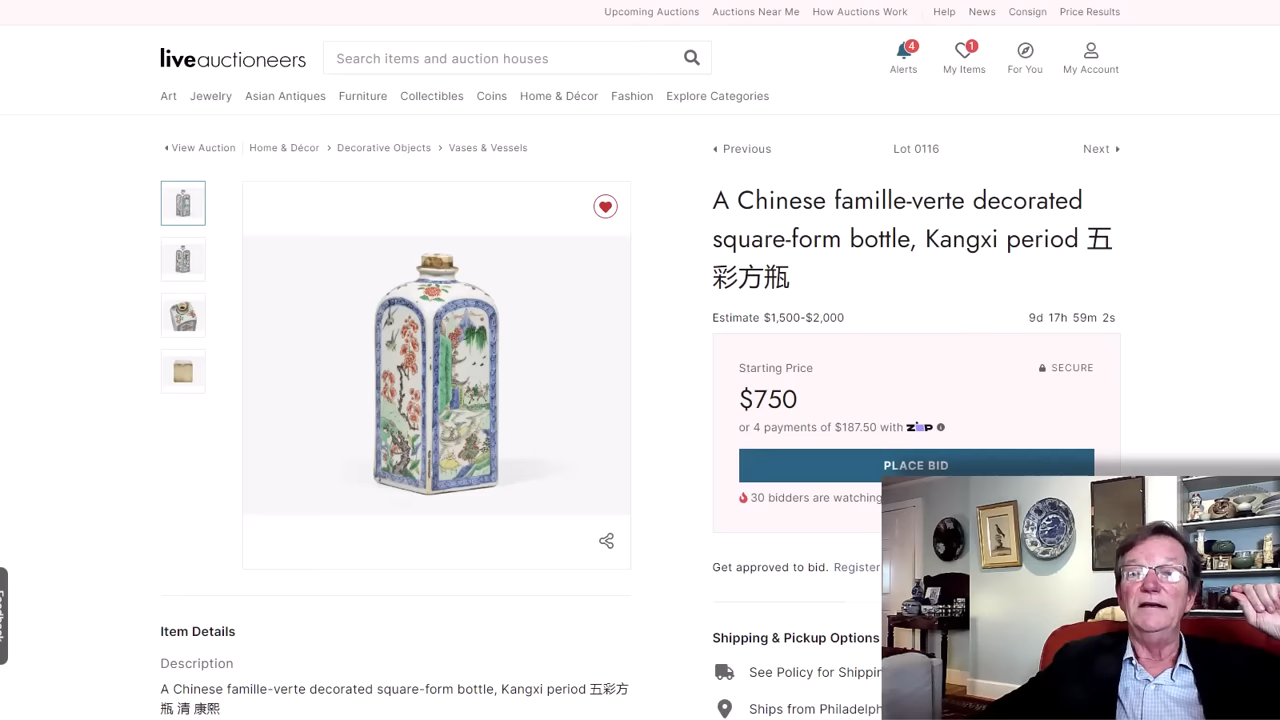 Upcoming Auctions Auctions Near Me How Auctions Work Help News Consign Price Results
liveauctioneers
Search items and auction houses
4
1
Alerts My Items For You My Account
Art Jewelry Asian Antiques Furniture Collectibles Coins Home & Décor Fashion Explore Categories
View Auction Home & Décor Decorative Objects Vases & Vessels
Previous Lot 0116 Next
A Chinese famille-verte decorated
square-form bottle, Kangxi period 五
彩方瓶
Estimate $1,500-$2,000 9d 17h 59m 2s
Starting Price SECURE
$750
or 4 payments of $187.50 with ZIP
PLACE BID
30 bidders are watching
Get approved to bid. Register
Item Details
Description
A Chinese famille-verte decorated square-form bottle, Kangxi period 五彩方
瓶 清 康熙
Shipping & Pickup Options
See Policy for Shippin
Ships from Philadelph
Feedback